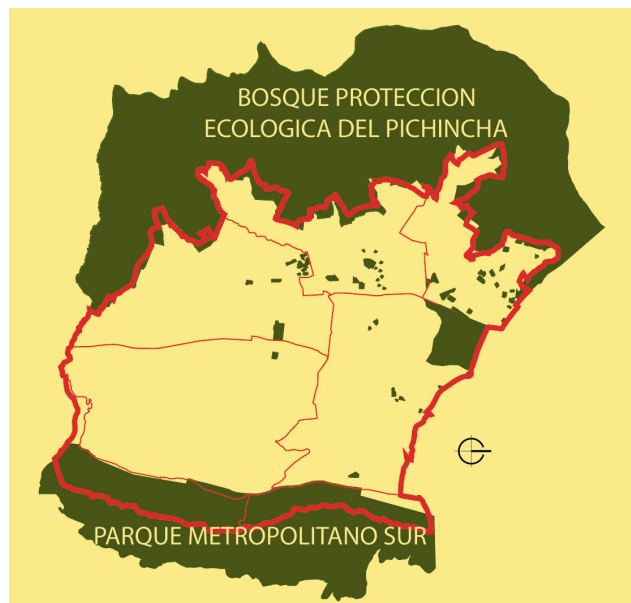 BOSQUE PROTECCION
ECOLOGICA DEL PICHINCHA
PARQUE METROPOLITANO SUR